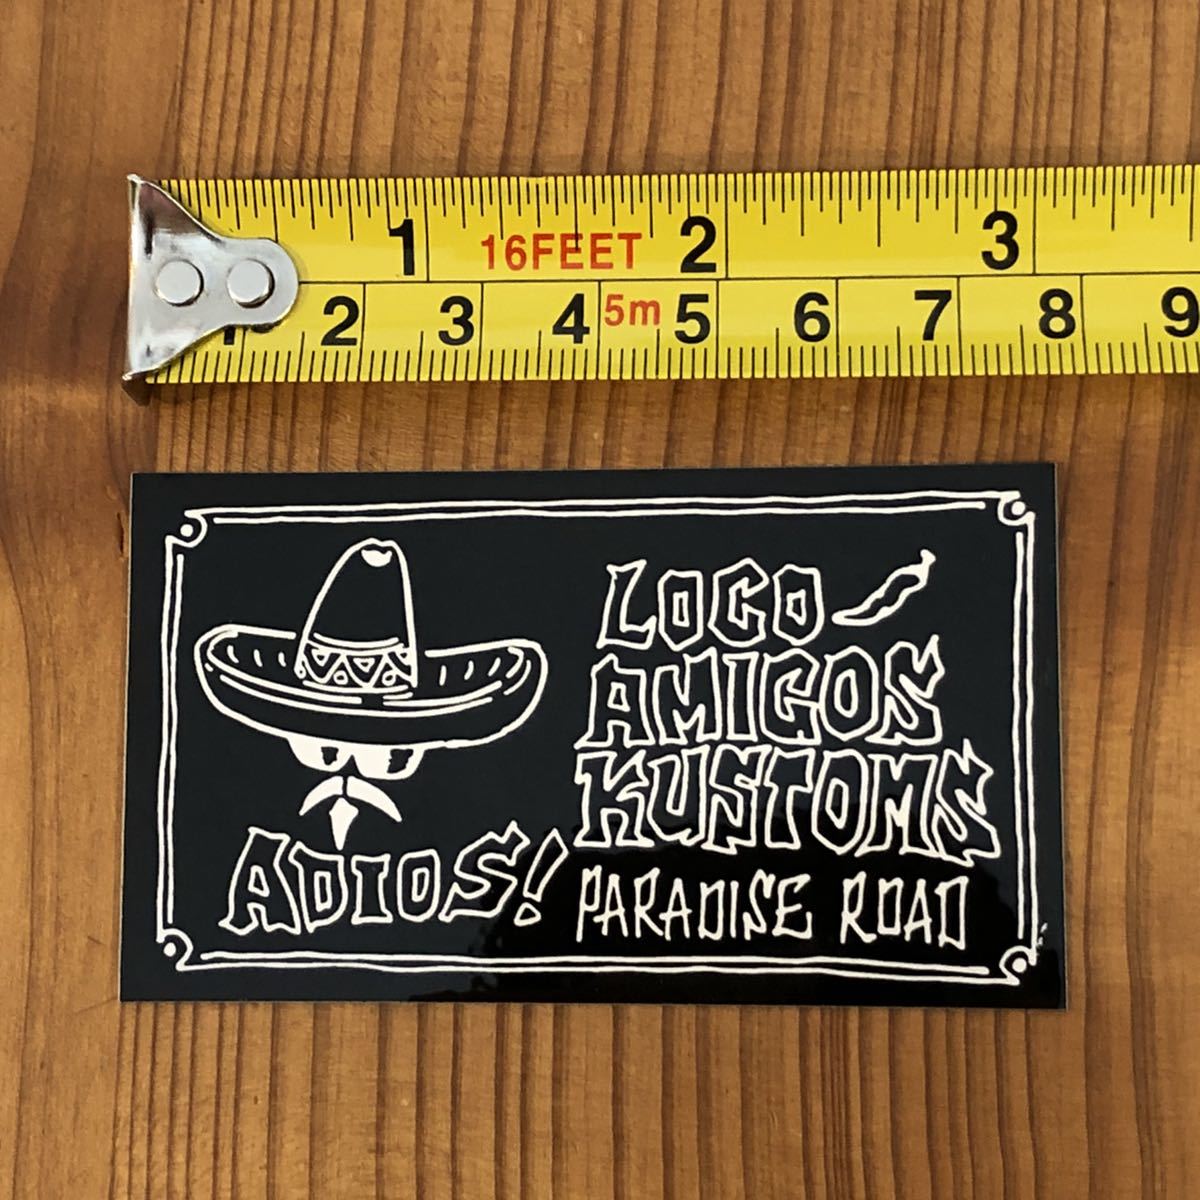 1 16FEET 2 3
1 2 3 4 5m 5 6 7 8 9
LOCO
AMIGOS
KUSTOMS
ADIOS!
PARADISE ROAD